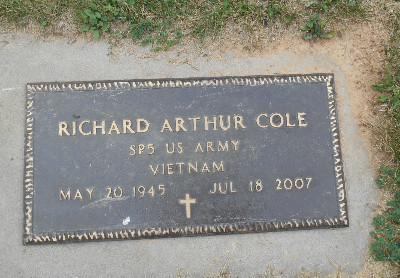 RICHARD ARTHUR COLE
SP5 US ARMY
VIETNAM
MAY 20 1945 JUL 18 2007